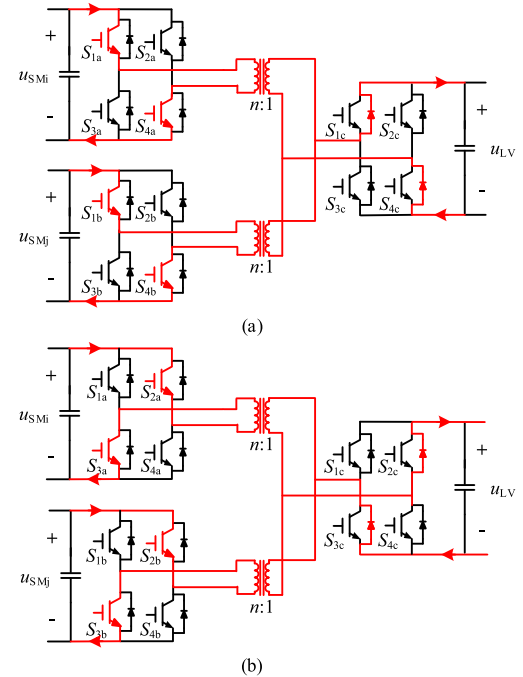 +
S1a
S2a
uSMi
-
S3a
S4a
n:1
S1c
S2c
+
uLV
-
S3c
S4c
+
S1b
S2b
uSMj
-
S3b
S4b
n:1
(a)
+
S1a
S2a
uSMi
-
S3a
S4a
n:1
S1c
S2c
+
uLV
-
S3c
S4c
+
S1b
S2b
uSMj
-
S3b
S4b
n:1
(b)